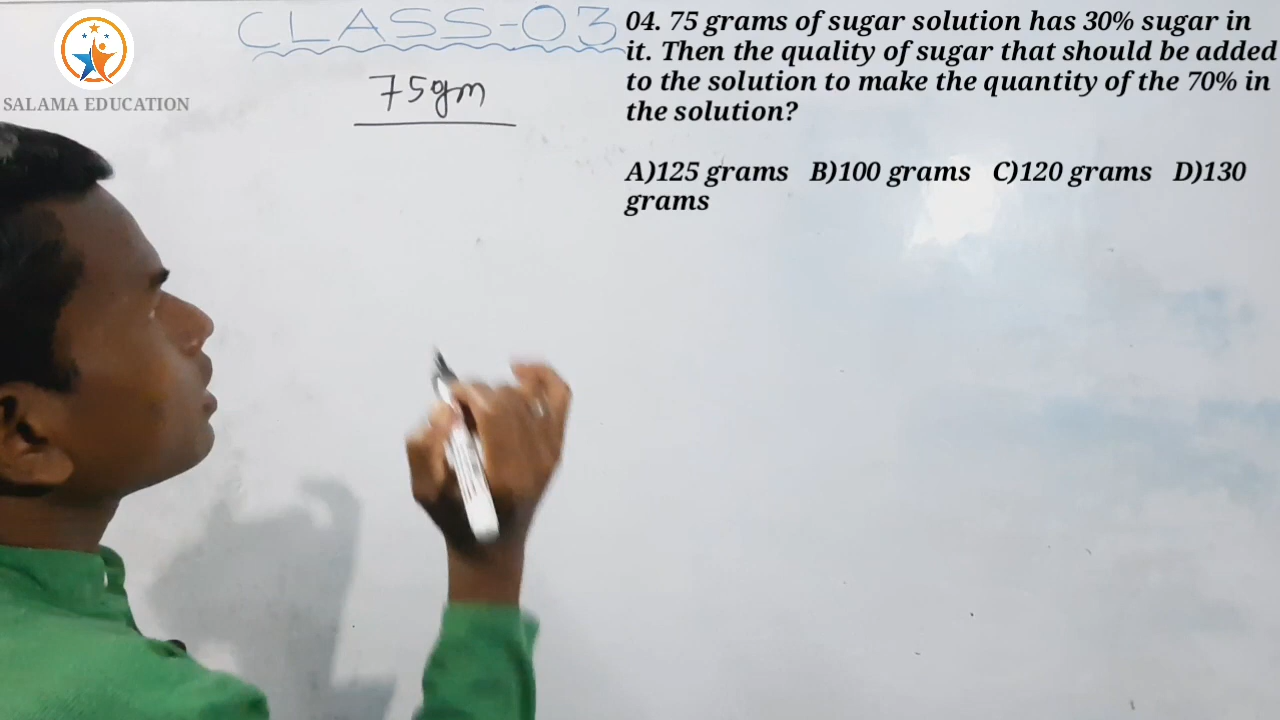 SALAMA EDUCATION
CLASS-03
75gm
04. 75 grams of sugar solution has 30% sugar in
it. Then the quality of sugar that should be added
to the solution to make the quantity of the 70% in
the solution?
A)125 grams B)100 grams C)120 grams D)130
grams